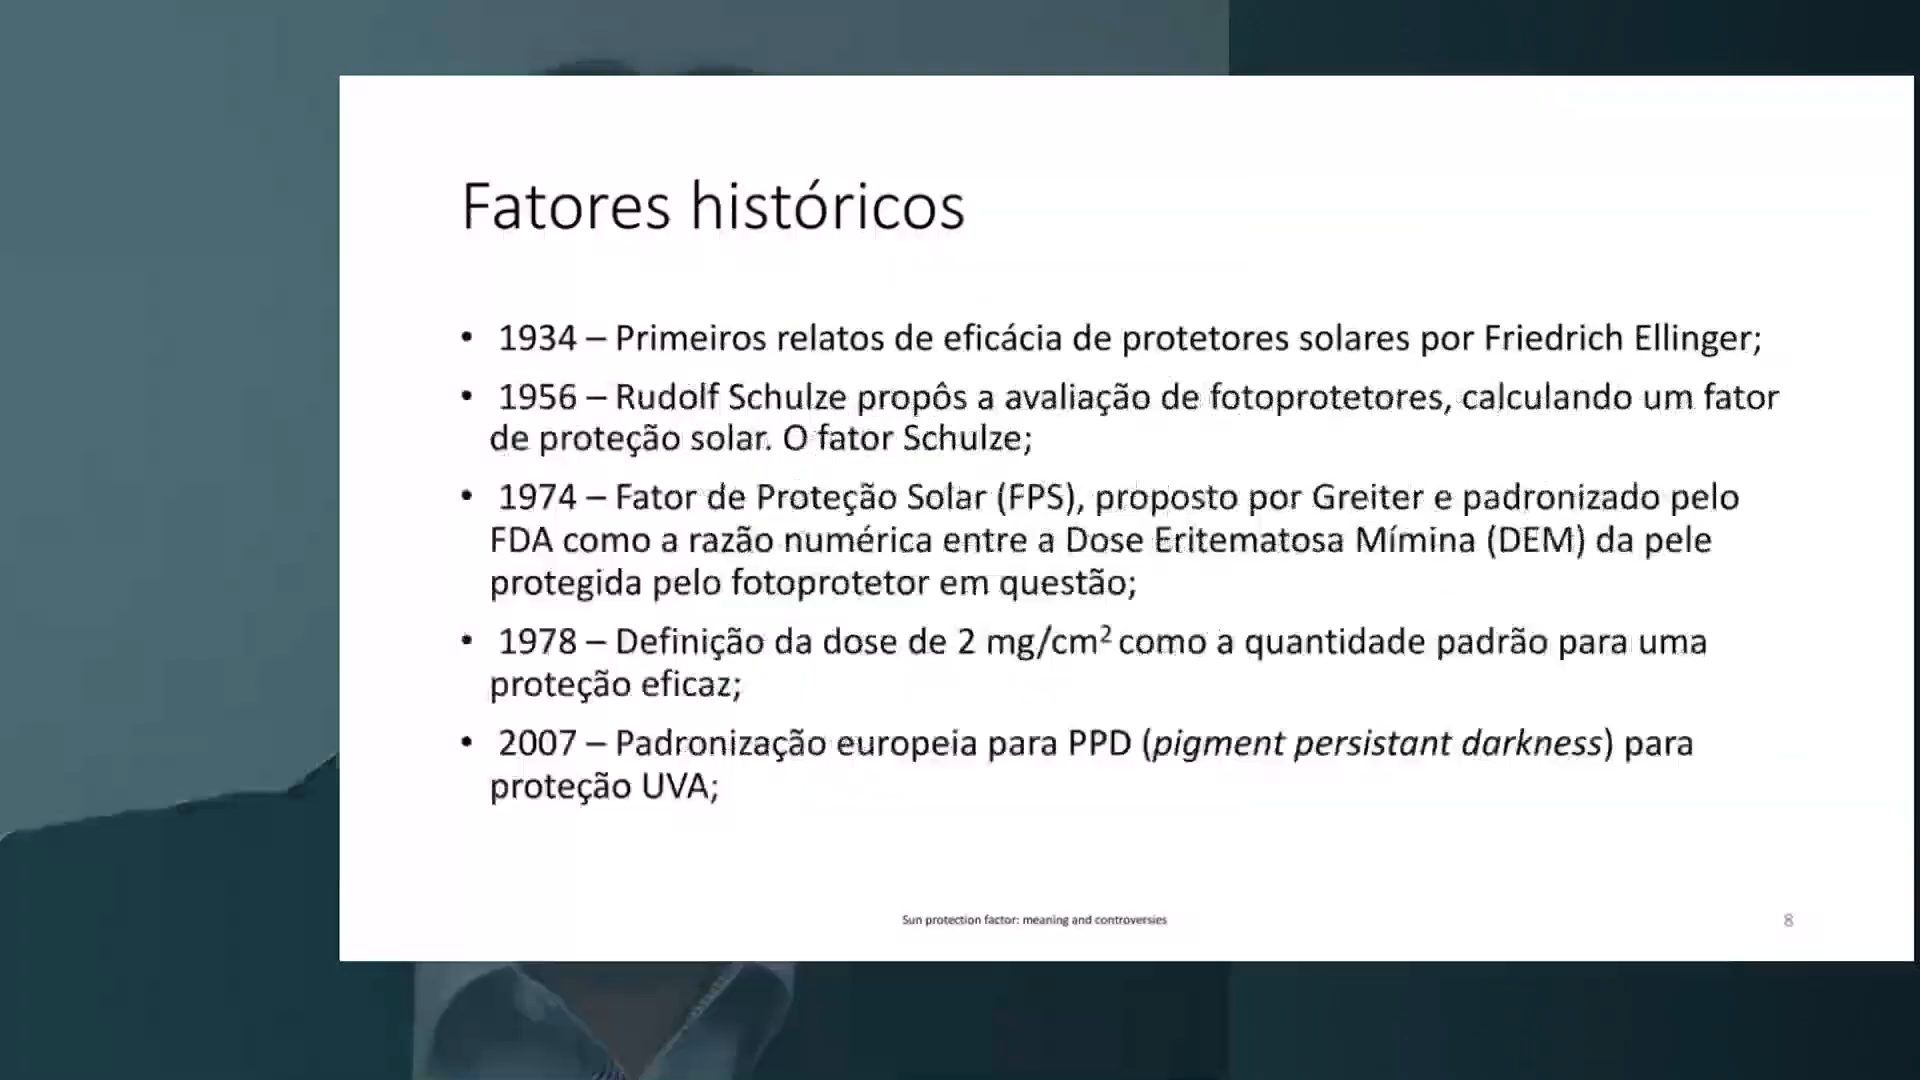 Fatores históricos
• 1934 – Primeiros relatos de eficácia de protetores solares por Friedrich Ellinger;
• 1956 – Rudolf Schulze propôs a avaliação de fotoprotetores, calculando um fator
de proteção solar. O fator Schulze;
• 1974 – Fator de Proteção Solar (FPS), proposto por Greiter e padronizado pelo
FDA como a razão numérica entre a Dose Eritematosa Mímina (DEM) da pele
protegida pelo fotoprotetor em questão;
• 1978 – Definição da dose de 2 mg/cm² como a quantidade padrão para uma
proteção eficaz;
• 2007 – Padronização europeia para PPD (pigment persistant darkness) para
proteção UVA;
Sun protection factor: meaning and controversies
8